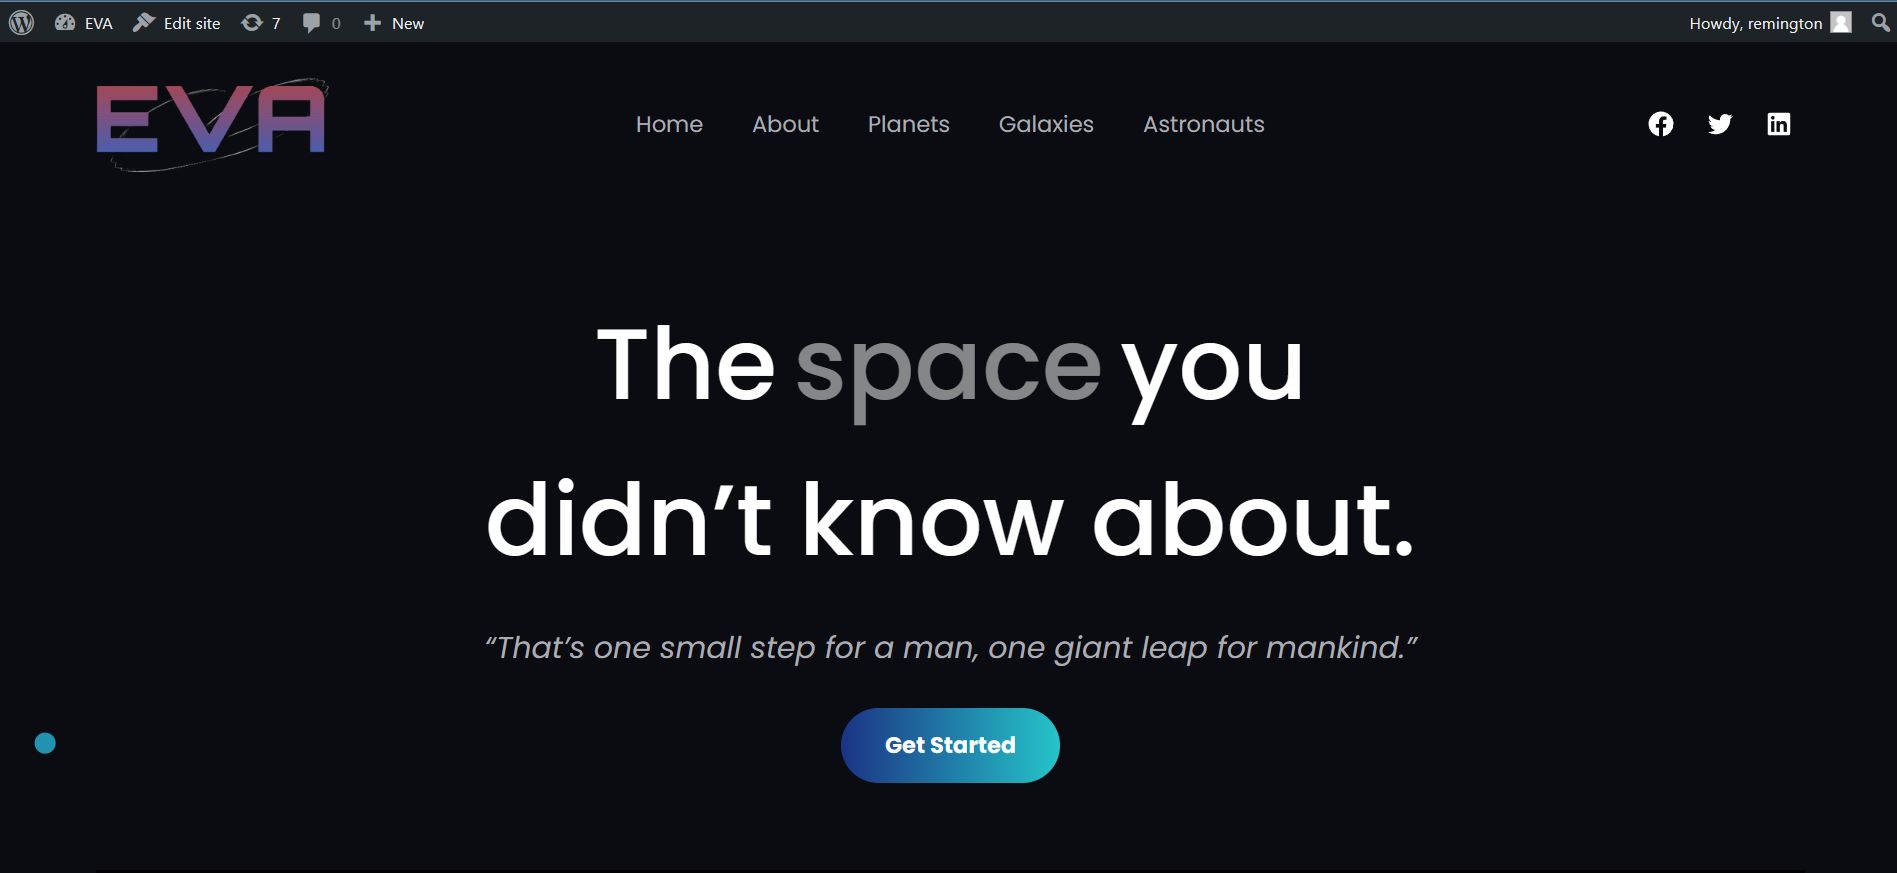 EVA Edit site 7 0 New Howdy, remington
EVA
Home About Planets Galaxies Astronauts
The space you
didn’t know about.
“That’s one small step for a man, one giant leap for mankind.”
Get Started